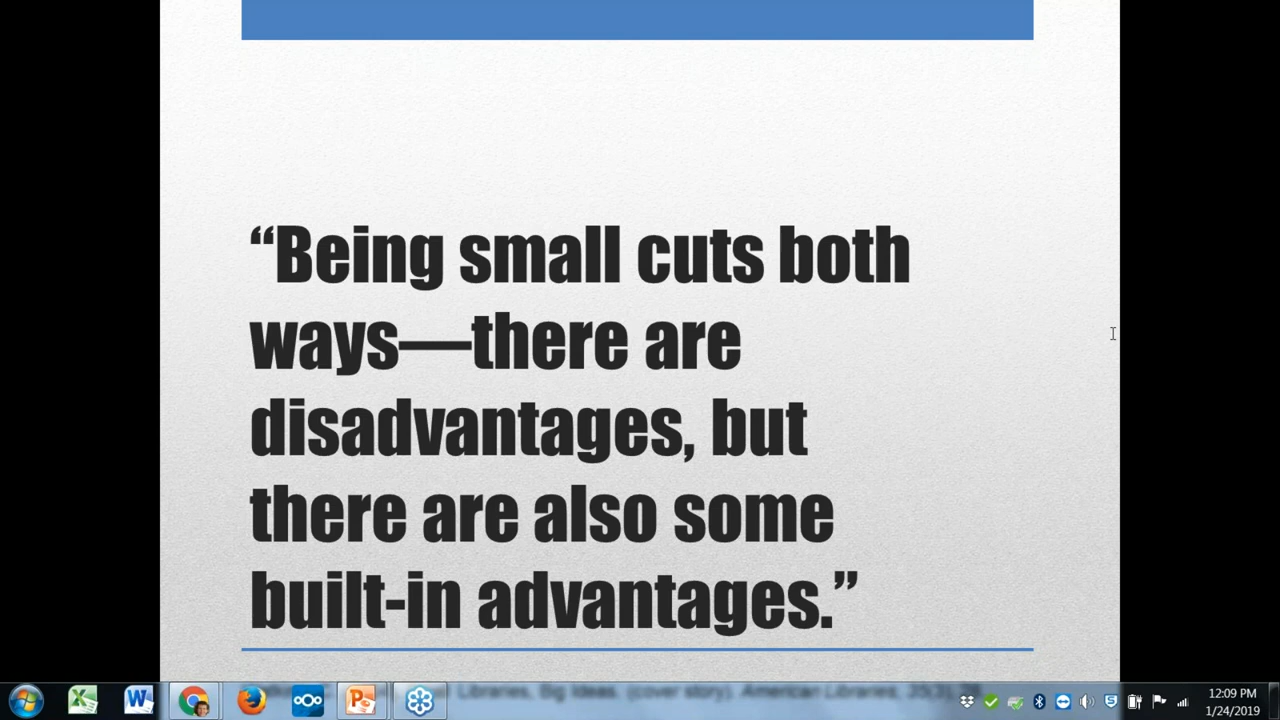 “Being small cuts both
ways—there are
disadvantages, but
there are also some
built-in advantages.”
12:09 PM
1/24/2019